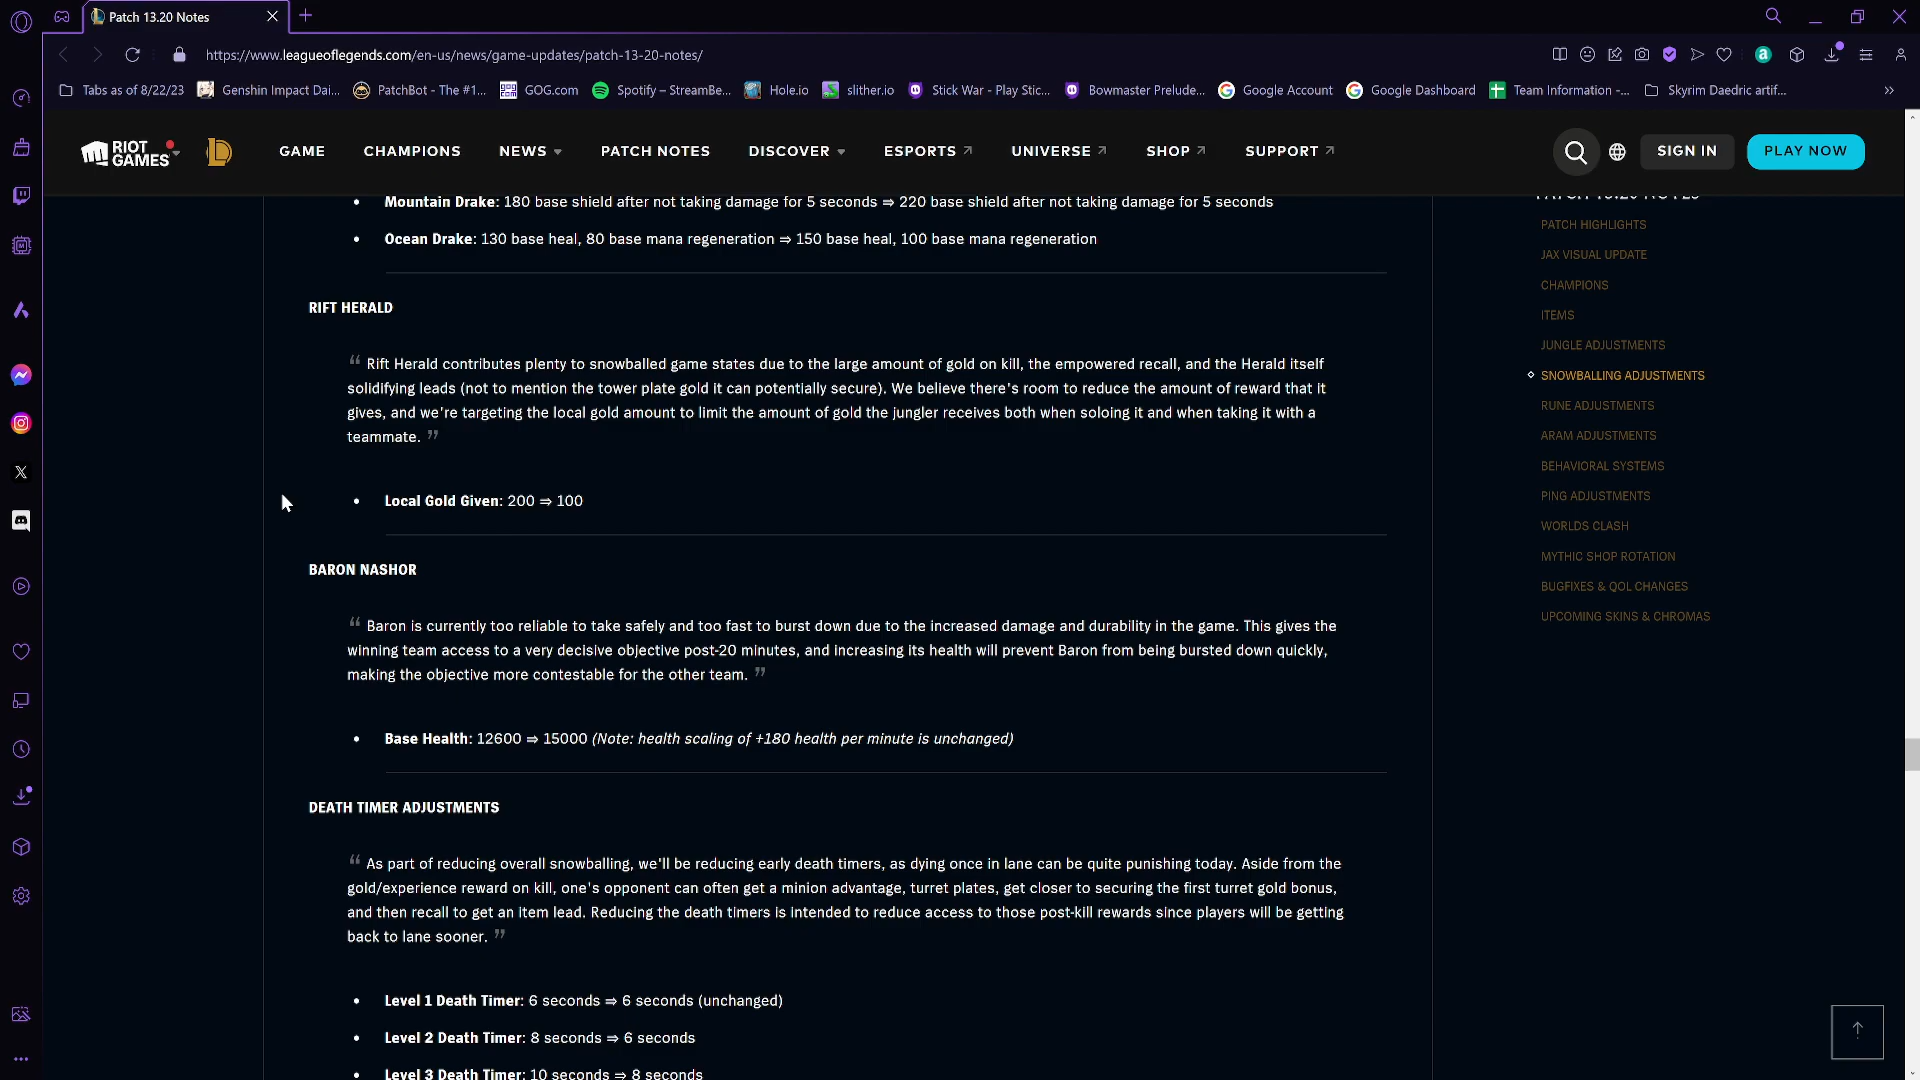 Patch 13.20 Notes
https://www.leagueoflegends.com/en-us/news/game-updates/patch-13-20-notes/
Tabs as of 8/22/23 Genshin Impact Dai... PatchBot - The #1... GOG.com Spotify – StreamBe... Hole.io slither.io Stick War - Play Stic... Bowmaster Prelude... Google Account Google Dashboard Team Information -... Skyrim Daedric artif...
RIOT GAMES GAME CHAMPIONS NEWS PATCH NOTES DISCOVER ESPORTS UNIVERSE SHOP SUPPORT SIGN IN PLAY NOW
• Mountain Drake: 180 base shield after not taking damage for 5 seconds ⇒ 220 base shield after not taking damage for 5 seconds
• Ocean Drake: 130 base heal, 80 base mana regeneration ⇒ 150 base heal, 100 base mana regeneration
RIFT HERALD
“ Rift Herald contributes plenty to snowballed game states due to the large amount of gold on kill, the empowered recall, and the Herald itself
solidifying leads (not to mention the tower plate gold it can potentially secure). We believe there's room to reduce the amount of reward that it
gives, and we're targeting the local gold amount to limit the amount of gold the jungler receives both when soloing it and when taking it with a
teammate. ”
• Local Gold Given: 200 ⇒ 100
BARON NASHOR
“ Baron is currently too reliable to take safely and too fast to burst down due to the increased damage and durability in the game. This gives the
winning team access to a very decisive objective post-20 minutes, and increasing its health will prevent Baron from being bursted down quickly,
making the objective more contestable for the other team. ”
• Base Health: 12600 ⇒ 15000 (Note: health scaling of +180 health per minute is unchanged)
DEATH TIMER ADJUSTMENTS
“ As part of reducing overall snowballing, we'll be reducing early death timers, as dying once in lane can be quite punishing today. Aside from the
gold/experience reward on kill, one's opponent can often get a minion advantage, turret plates, get closer to securing the first turret gold bonus,
and then recall to get an item lead. Reducing the death timers is intended to reduce access to those post-kill rewards since players will be getting
back to lane sooner. ”
• Level 1 Death Timer: 6 seconds ⇒ 6 seconds (unchanged)
• Level 2 Death Timer: 8 seconds ⇒ 6 seconds
• Level 3 Death Timer: 10 seconds ⇒ 8 seconds
PATCH 13.20 NOTES
PATCH HIGHLIGHTS
JAX VISUAL UPDATE
CHAMPIONS
ITEMS
JUNGLE ADJUSTMENTS
SNOWBALLING ADJUSTMENTS
RUNE ADJUSTMENTS
ARAM ADJUSTMENTS
BEHAVIORAL SYSTEMS
PING ADJUSTMENTS
WORLDS CLASH
MYTHIC SHOP ROTATION
BUGFIXES & QOL CHANGES
UPCOMING SKINS & CHROMAS